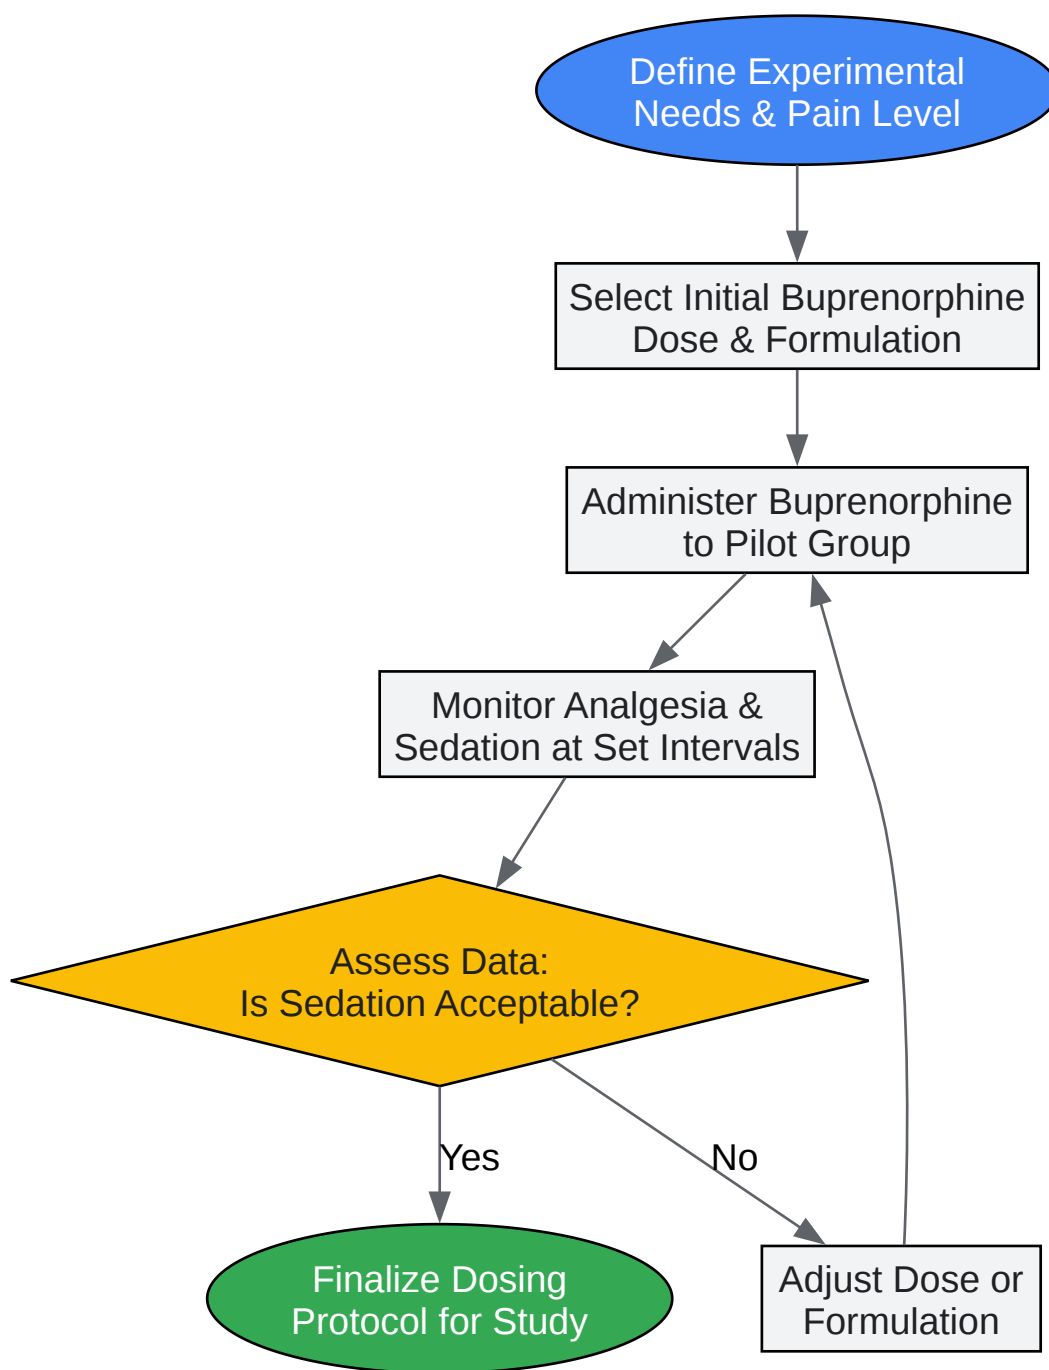 Define Experimental
Needs & Pain Level
Select Initial Buprenorphine
Dose & Formulation
Administer Buprenorphine
to Pilot Group
Monitor Analgesia &
Sedation at Set Intervals
Assess Data:
Is Sedation Acceptable?
Yes
No
Finalize Dosing
Protocol for Study
Adjust Dose or
Formulation